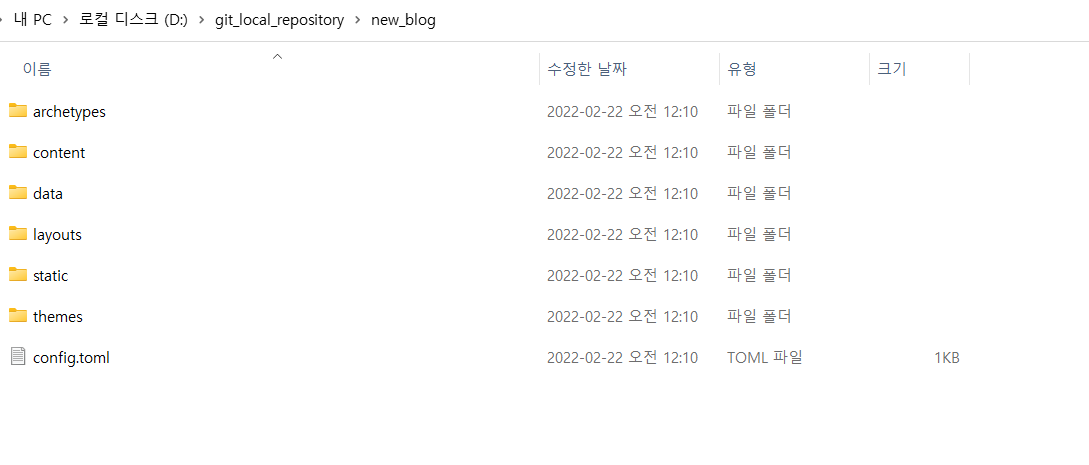 내 PC > 로컬 디스크 (D:) > git_local_repository > new_blog
이름 수정한 날짜 유형 크기
archetypes 2022-02-22 오전 12:10 파일 폴더
content 2022-02-22 오전 12:10 파일 폴더
data 2022-02-22 오전 12:10 파일 폴더
layouts 2022-02-22 오전 12:10 파일 폴더
static 2022-02-22 오전 12:10 파일 폴더
themes 2022-02-22 오전 12:10 파일 폴더
config.toml 2022-02-22 오전 12:10 TOML 파일 1KB